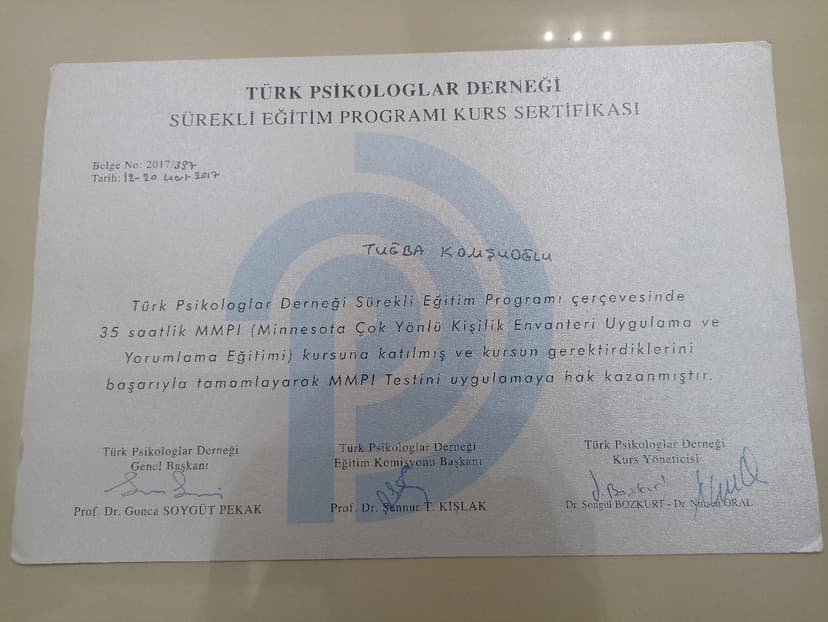 TÜRK PSİKOLOGLAR DERNEĞİ
SÜREKLİ EĞİTİM PROGRAMI KURS SERTİFİKASI
Belge No: 2017/387
Tarih: 12-20 Mart 2017
TUĞBA KOMŞUOĞLU
Türk Psikologlar Derneği Sürekli Eğitim Programı çerçevesinde
35 saatlik MMPI (Minnesota Çok Yönlü Kişilik Envanteri Uygulama ve
Yorumlama Eğitimi) kursuna katılmış ve kursun gerektirdiklerini
başarıyla tamamlayarak MMPI Testini uygulamaya hak kazanmıştır.
Türk Psikologlar Derneği
Genel Başkanı
Prof. Dr. Gonca SOYGÜT PEKAK
Türk Psikologlar Derneği
Eğitim Komisyonu Başkanı
Prof. Dr. Şennur T. KIŞLAK
Türk Psikologlar Derneği
Kurs Yöneticisi
Dr. Songül BOZKURT - Dr. ORAL